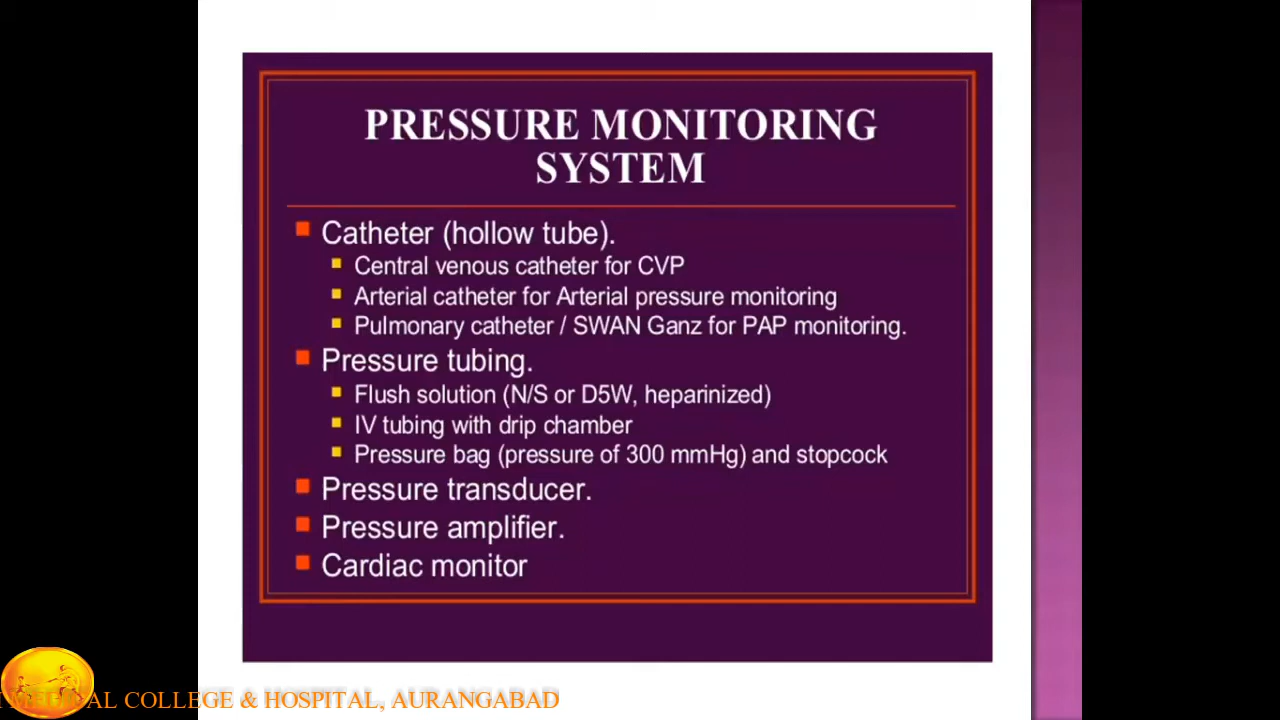 PRESSURE MONITORING
SYSTEM
Catheter (hollow tube).
Central venous catheter for CVP
Arterial catheter for Arterial pressure monitoring
Pulmonary catheter / SWAN Ganz for PAP monitoring.
Pressure tubing.
Flush solution (N/S or D5W, heparinized)
IV tubing with drip chamber
Pressure bag (pressure of 300 mmHg) and stopcock
Pressure transducer.
Pressure amplifier.
Cardiac monitor
COLLEGE & HOSPITAL, AURANGABAD